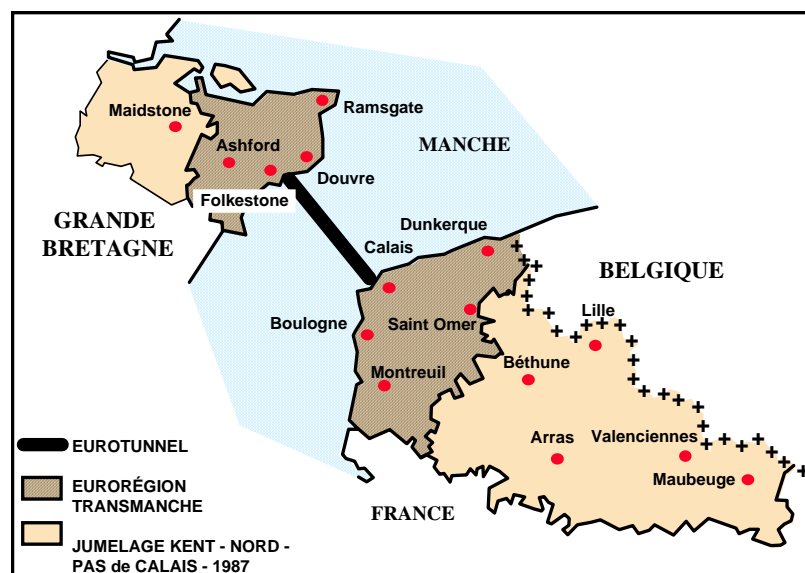 Maidstone
Ramsgate
Ashford
MANCHE
Douvre
Folkestone
GRANDE
BRETAGNE
Dunkerque
Calais
BELGIQUE
Lille
Boulogne
Saint Omer
Béthune
Montreuil
Arras
Valenciennes
Maubeuge
EUROTUNNEL
EURORÉGION
TRANSMANCHE
FRANCE
JUMELAGE KENT - NORD -
PAS de CALAIS - 1987